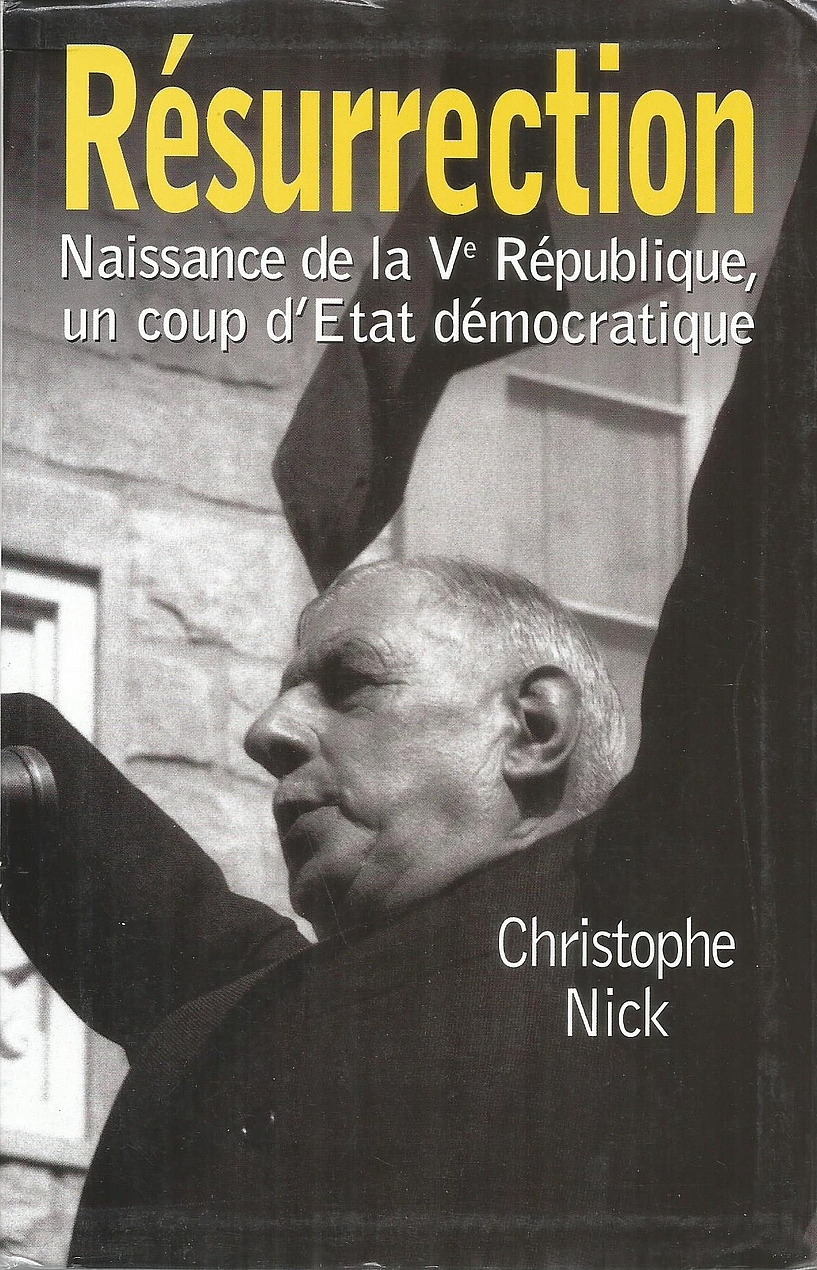 Résurrection
Naissance de la Ve République,
un coup d'Etat démocratique
Christophe
Nick